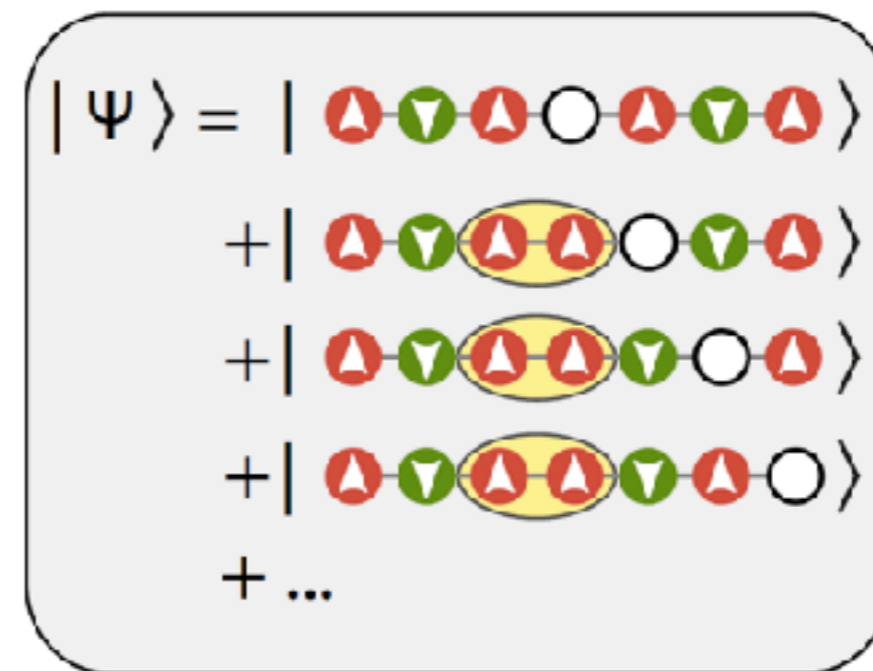 | Ψ ⟩ = | ⟩
+| ⟩
+| ⟩
+| ⟩
+ ...